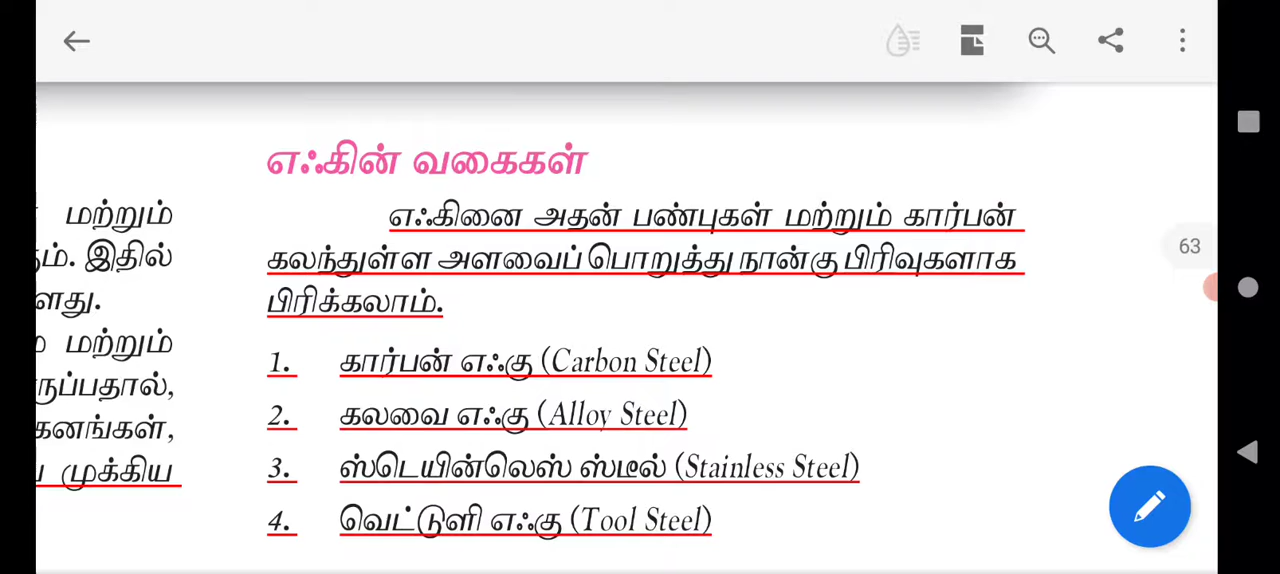 எஃகின் வகைகள்
மற்றும்
எஃகினை அதன் பண்புகள் மற்றும் கார்பன்
இதில்
கலந்துள்ள அளவைப் பொறுத்து நான்கு பிரிவுகளாக
63
பிரிக்கலாம்.
மற்றும்
1. கார்பன் எஃகு (Carbon Steel)
2. கலவை எஃகு (Alloy Steel)
3. ஸ்டெயின்லெஸ் ஸ்டீல் (Stainless Steel)
முக்கிய
4. வெட்டுளி எஃகு (Tool Steel)